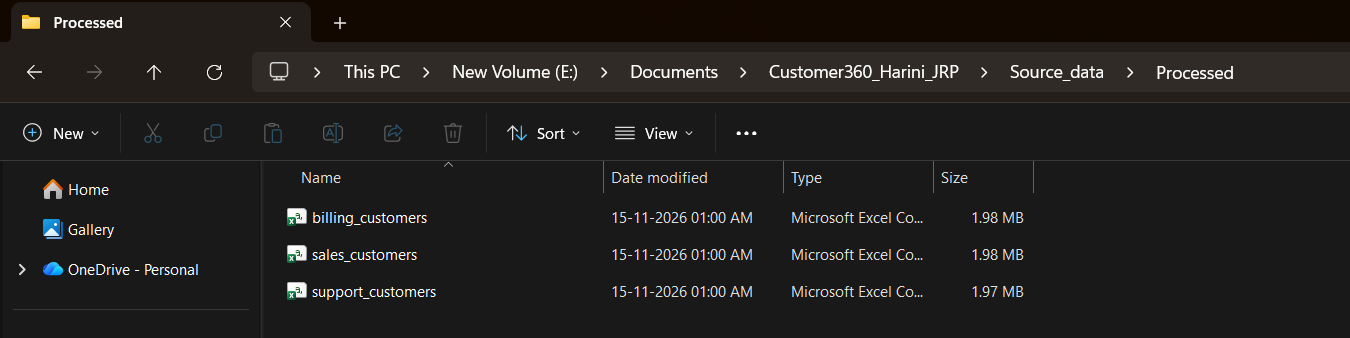 Processed
This PC > New Volume (E:) > Documents > Customer360_Harini_JRP > Source_data > Processed
New Sort View
Name Date modified Type Size
Home
Gallery
OneDrive - Personal
billing_customers 15-11-2026 01:00 AM Microsoft Excel Co... 1.98 MB
sales_customers 15-11-2026 01:00 AM Microsoft Excel Co... 1.98 MB
support_customers 15-11-2026 01:00 AM Microsoft Excel Co... 1.97 MB